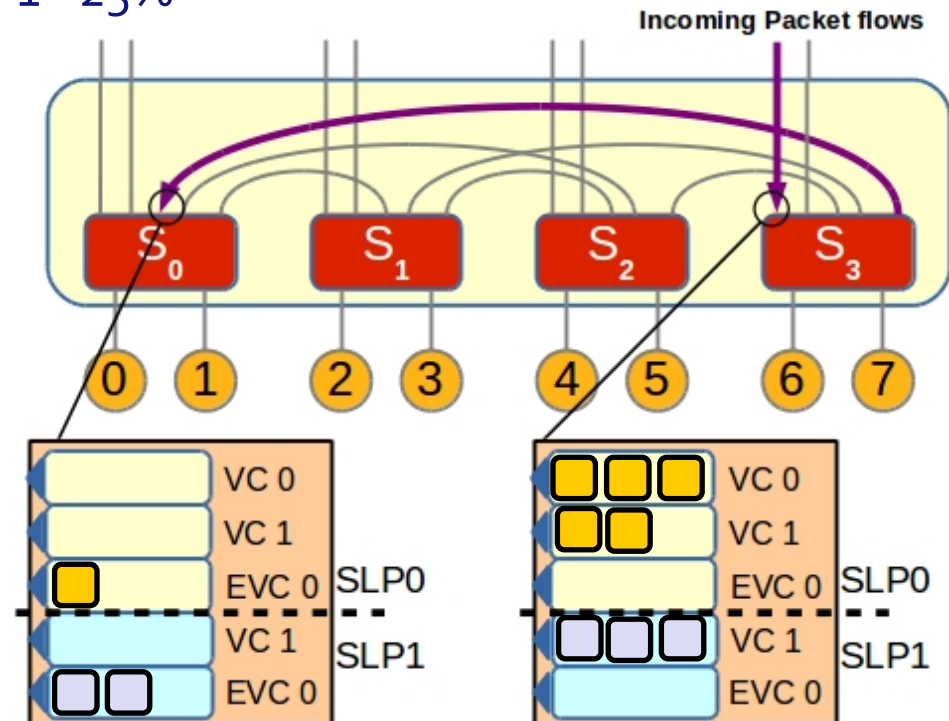 1 - 25%
Incoming Packet flows
S0 S1 S2 S3
0 1 2 3 4 5 6 7
VC 0 VC 0
VC 1 VC 1
EVC 0 SLP0 EVC 0 SLP0
VC 1 SLP1 VC 1 SLP1
EVC 0 EVC 0